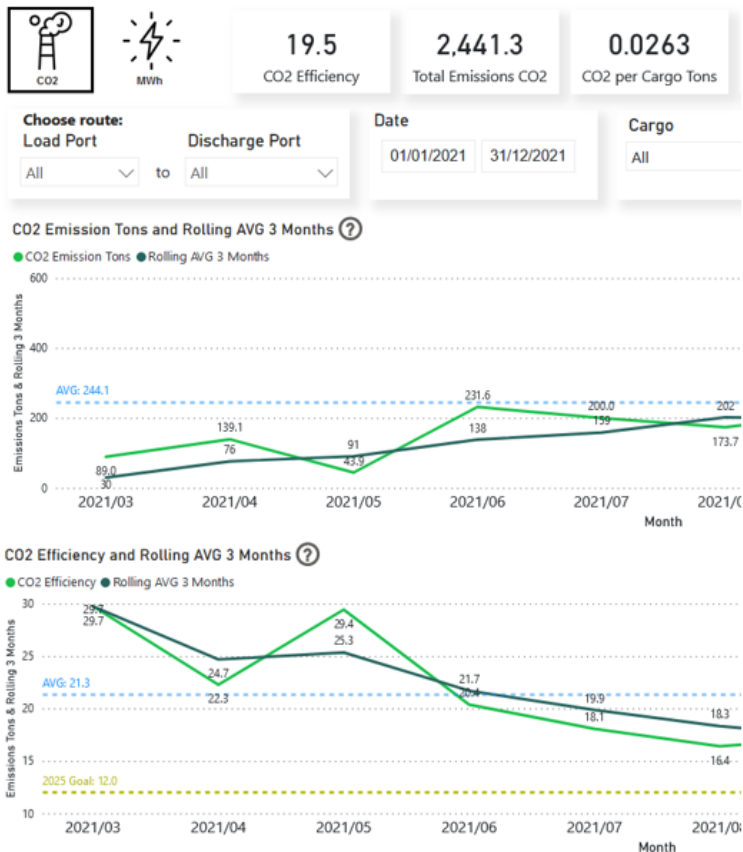 CO2
MWh
19.5
CO2 Efficiency
2,441.3
Total Emissions CO2
0.0263
CO2 per Cargo Tons
Choose route:
Load Port
Discharge Port
All
to
All
Date
01/01/2021
31/12/2021
Cargo
All
CO2 Emission Tons and Rolling AVG 3 Months ?
CO2 Emission Tons
Rolling AVG 3 Months
Emissions Tons & Rolling 3 Months
600
400
200
0
AVG: 244.1
89.0
30
139.1
76
91
43.9
231.6
138
200.0
159
202
173.7
2021/03
2021/04
2021/05
2021/06
2021/07
2021/0
Month
CO2 Efficiency and Rolling AVG 3 Months ?
CO2 Efficiency
Rolling AVG 3 Months
Emissions Tons & Rolling 3 Months
30
25
20
15
10
29.7
29.7
24.7
22.3
29.4
25.3
21.7
20.4
19.9
18.1
18.3
16.4
AVG: 21.3
2025 Goal: 12.0
2021/03
2021/04
2021/05
2021/06
2021/07
2021/08
Month